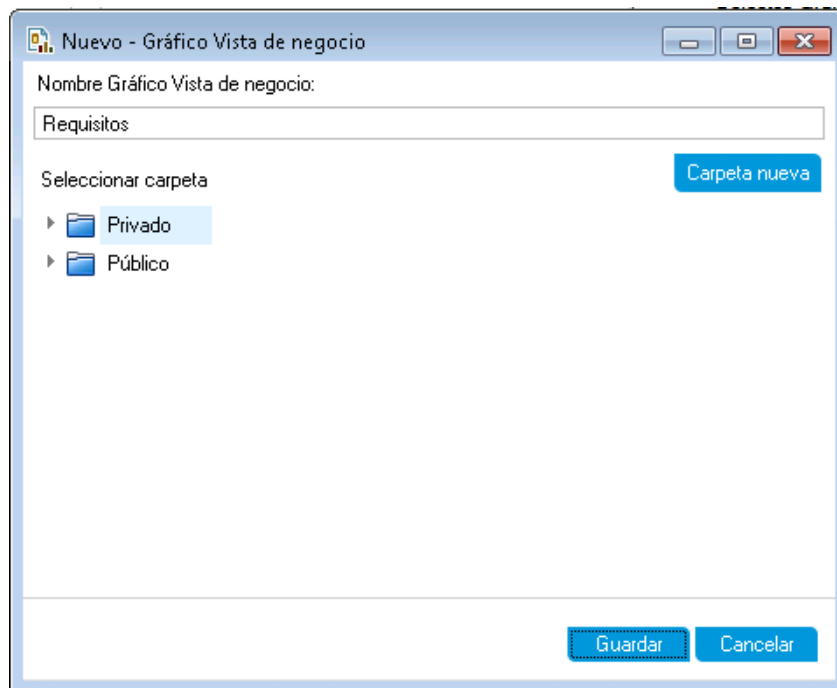 Nuevo - Gráfico Vista de negocio
Nombre Gráfico Vista de negocio:
Requisitos
Carpeta nueva
Seleccionar carpeta
Privado
Público
Guardar Cancelar